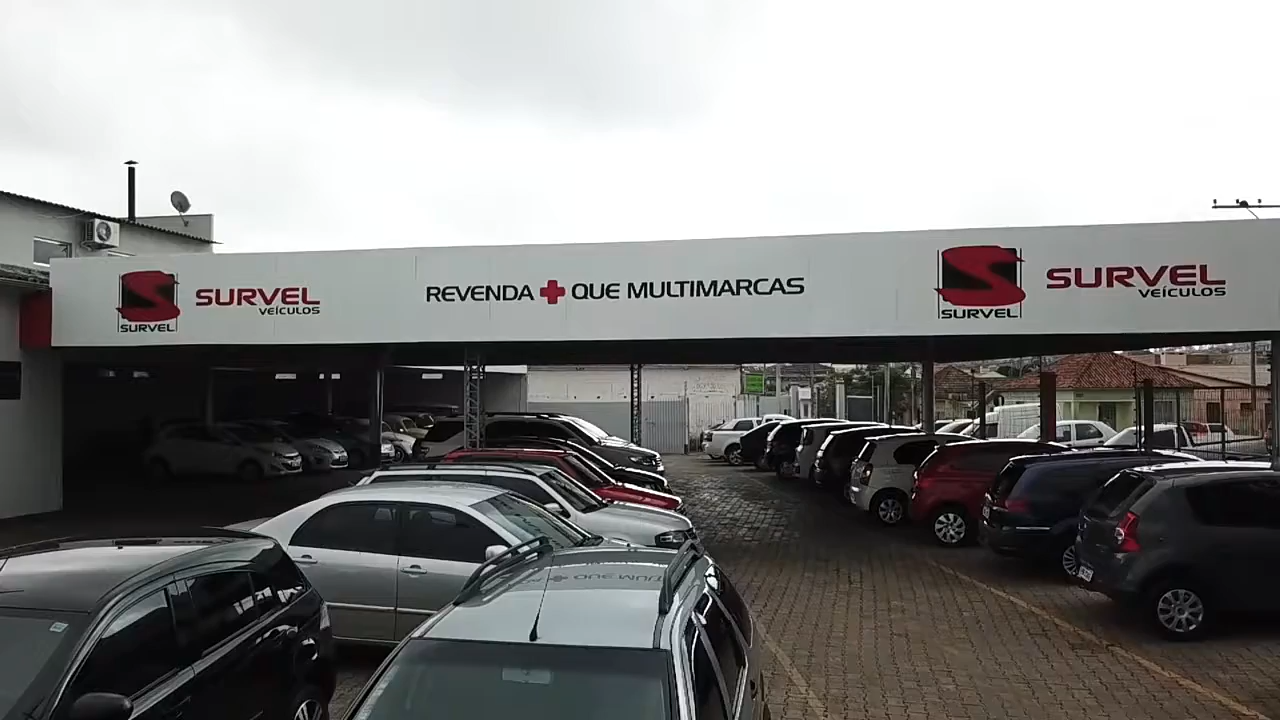 SURVEL
SURVEL
VEÍCULOS
REVENDA + QUE MULTIMARCAS
SURVEL
SURVEL
VEÍCULOS